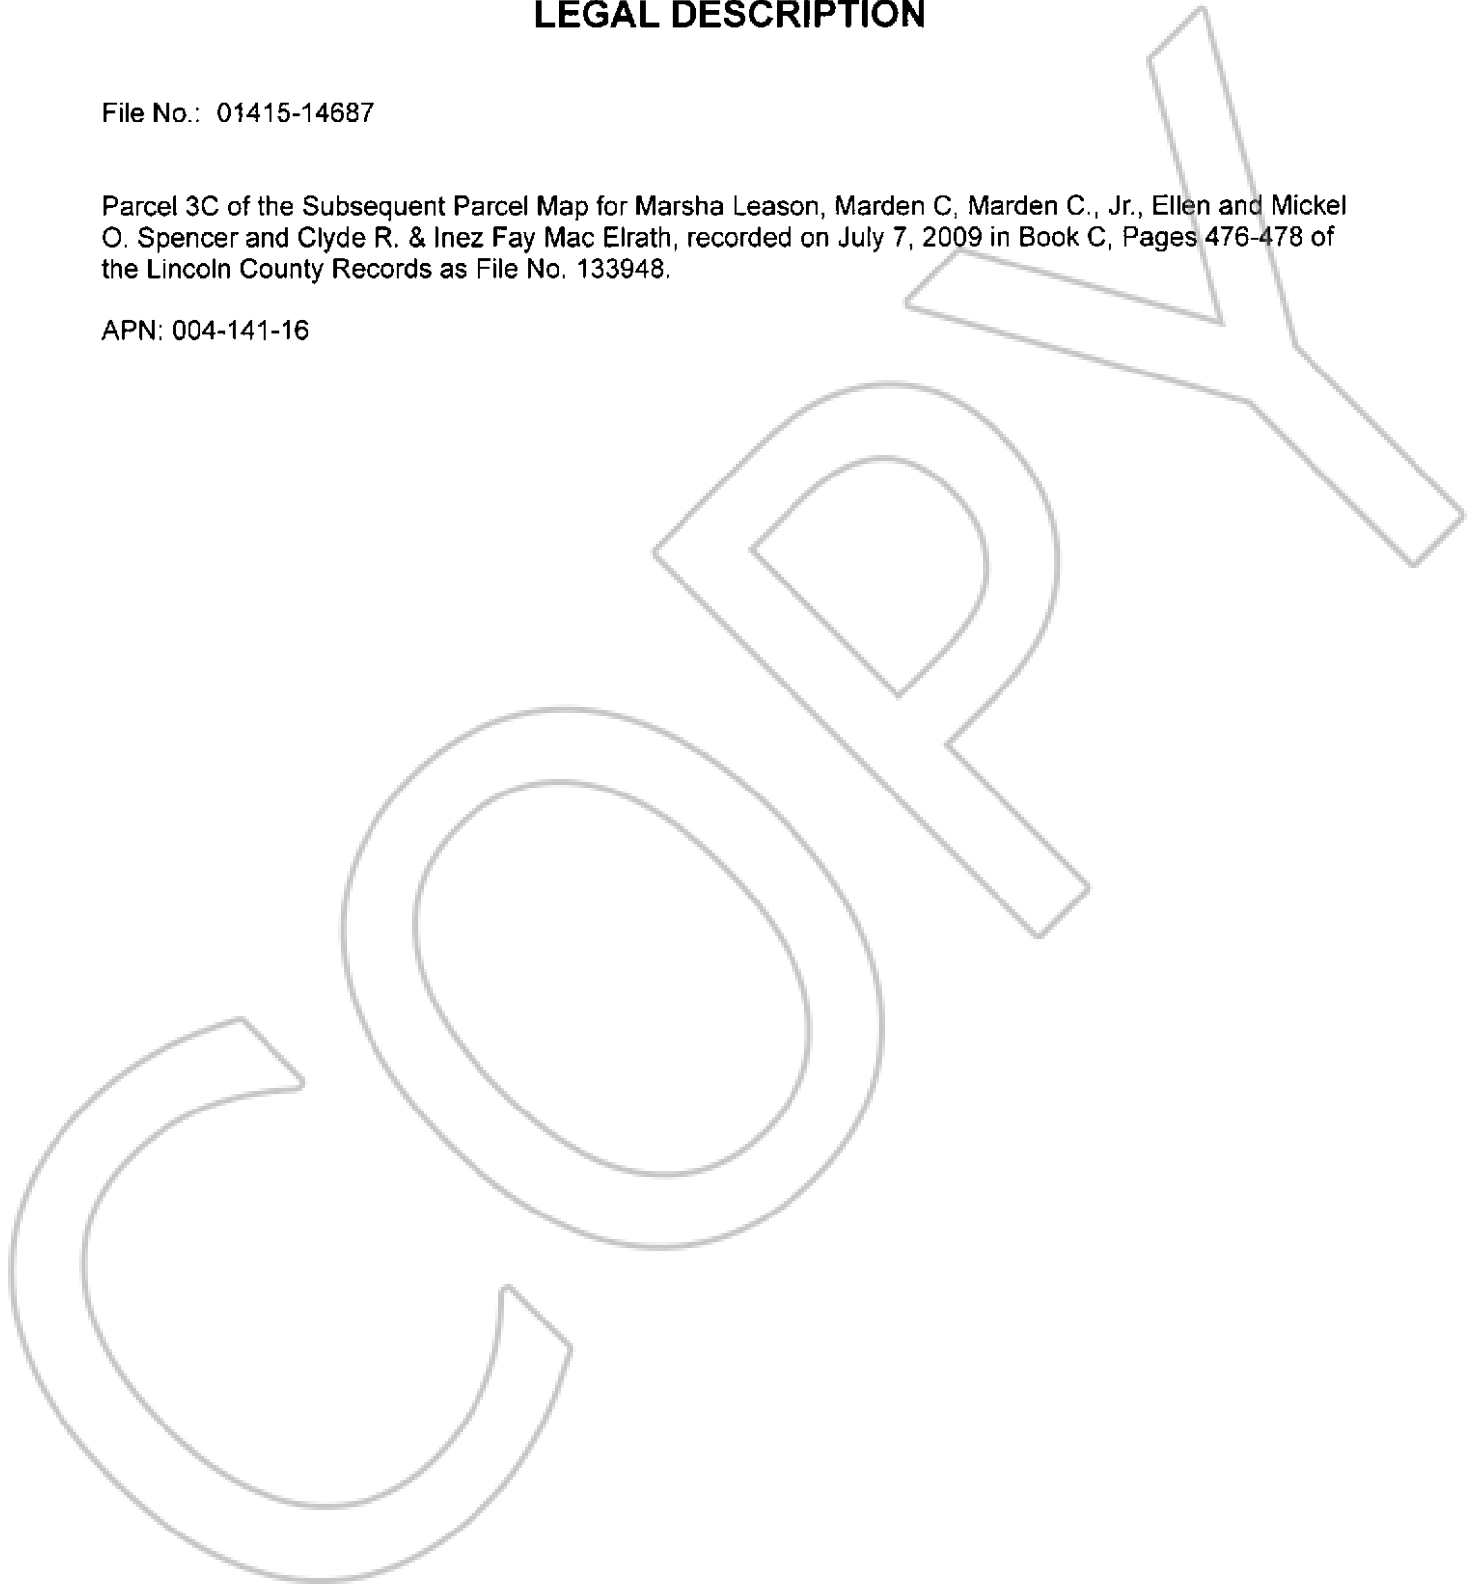 LEGAL DESCRIPTION
File No.: 01415-14687
Parcel 3C of the Subsequent Parcel Map for Marsha Leason, Marden C, Marden C., Jr., Ellen and Mickel
O. Spencer and Clyde R. & Inez Fay Mac Elrath, recorded on July 7, 2009 in Book C, Pages 476-478 of
the Lincoln County Records as File No. 133948.
APN: 004-141-16
COPY